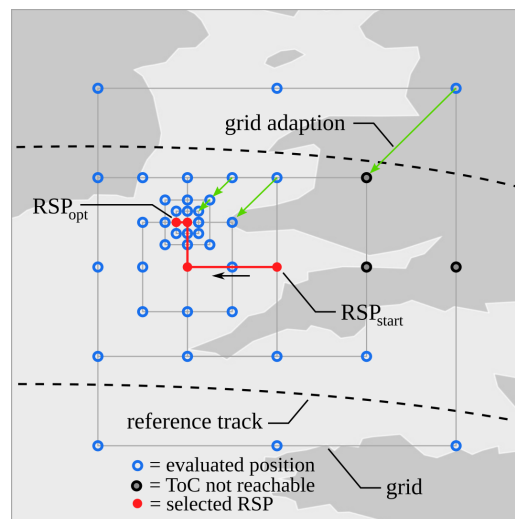 grid adaption
RSPopt
RSPstart
reference track
= evaluated position
= ToC not reachable
grid
= selected RSP